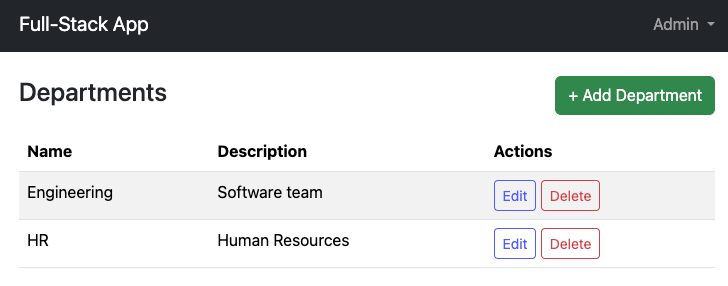 Full-Stack App Admin
Departments + Add Department
Name Description Actions
Engineering Software team Edit Delete
HR Human Resources Edit Delete